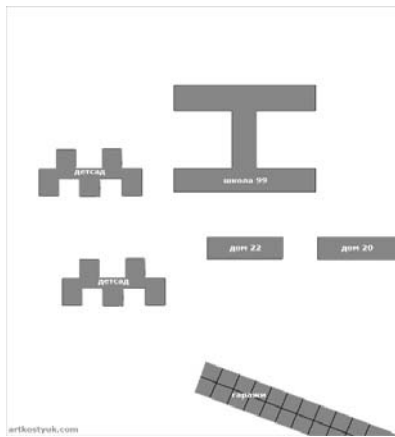 детсад
школа 99
дом 22
дом 20
детсад
гаражи
artkostyuk.com